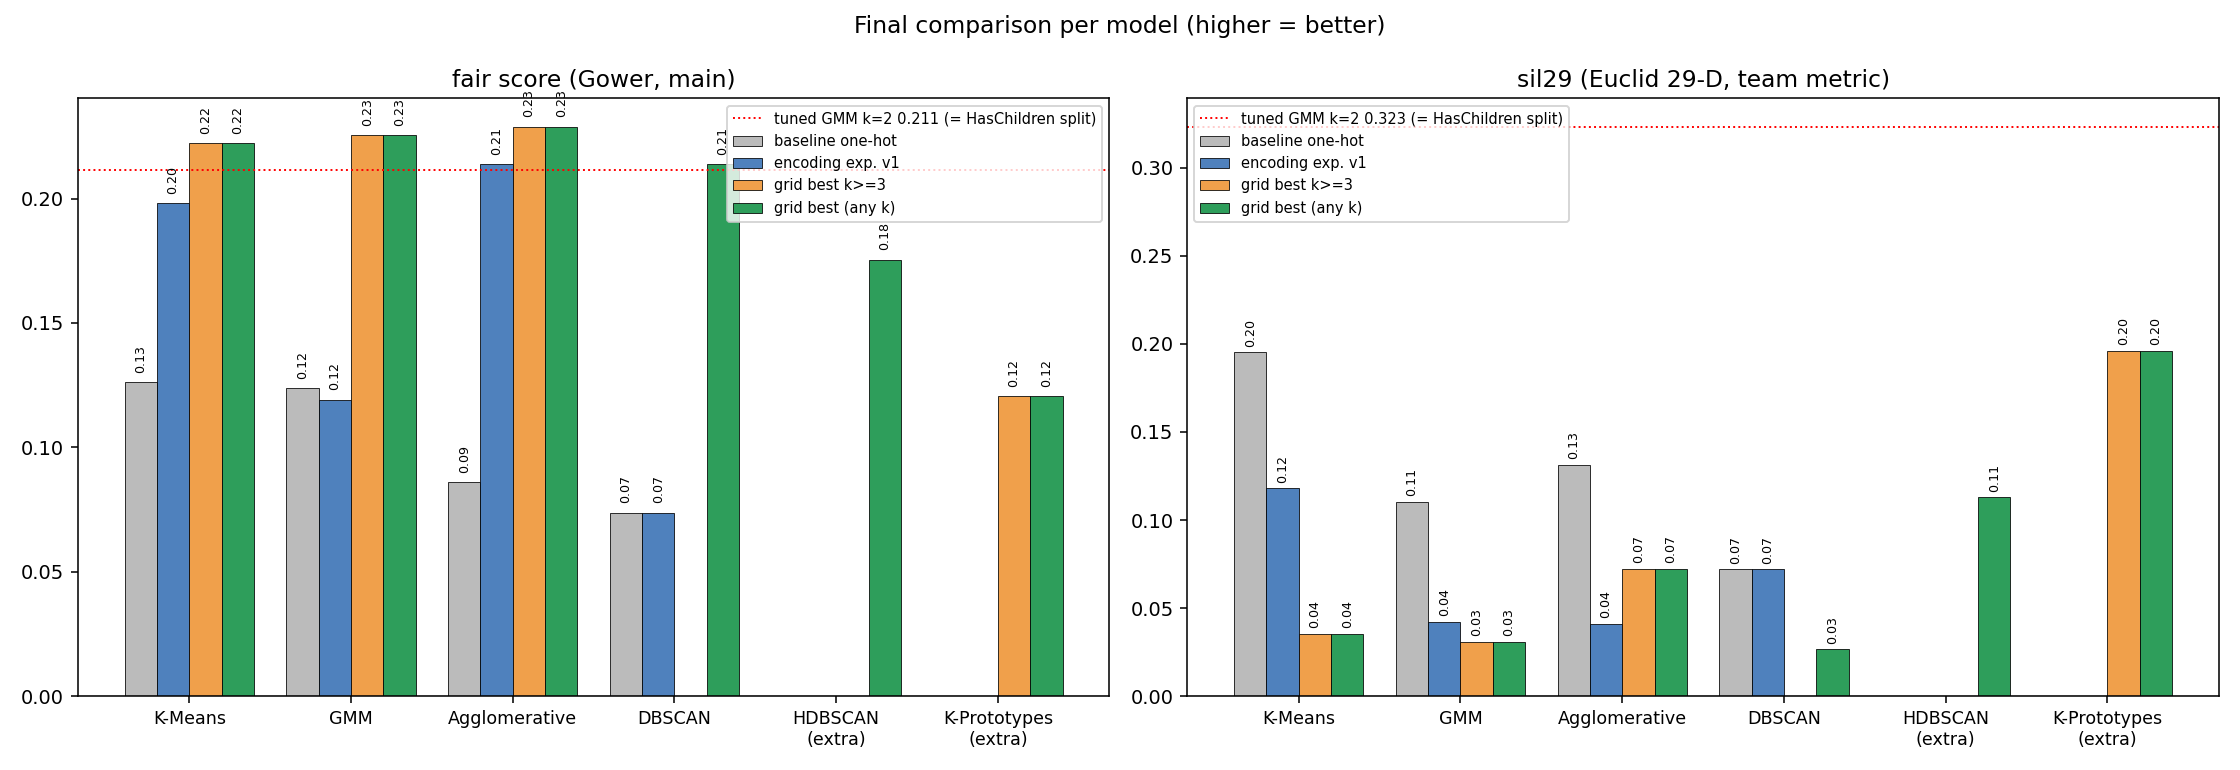 Final comparison per model (higher = better)
fair score (Gower, main)
tuned GMM k=2 0.211 (= HasChildren split)
baseline one-hot
encoding exp. v1
grid best k>=3
grid best (any k)
0.20
0.15
0.10
0.05
0.00
0.13
0.20
0.22
0.22
0.12
0.12
0.23
0.23
0.09
0.21
0.23
0.23
0.07
0.07
0.21
0.18
0.12
0.12
K-Means
GMM
Agglomerative
DBSCAN
HDBSCAN
(extra)
K-Prototypes
(extra)
sil29 (Euclid 29-D, team metric)
tuned GMM k=2 0.323 (= HasChildren split)
baseline one-hot
encoding exp. v1
grid best k>=3
grid best (any k)
0.30
0.25
0.20
0.15
0.10
0.05
0.00
0.20
0.12
0.04
0.04
0.11
0.04
0.03
0.03
0.13
0.04
0.07
0.07
0.07
0.07
0.03
0.11
0.20
0.20
K-Means
GMM
Agglomerative
DBSCAN
HDBSCAN
(extra)
K-Prototypes
(extra)